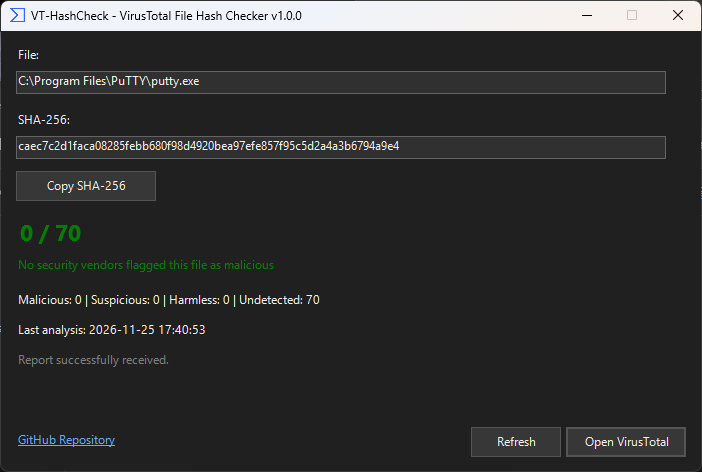 VT-HashCheck - VirusTotal File Hash Checker v1.0.0
File:
C:\Program Files\PuTTY\putty.exe
SHA-256:
caec7c2d1faca08285febb680f98d4920bea97efe857f95c5d2a4a3b6794a9e4
Copy SHA-256
0 / 70
No security vendors flagged this file as malicious
Malicious: 0 | Suspicious: 0 | Harmless: 0 | Undetected: 70
Last analysis: 2026-11-25 17:40:53
Report successfully received.
GitHub Repository
Refresh
Open VirusTotal